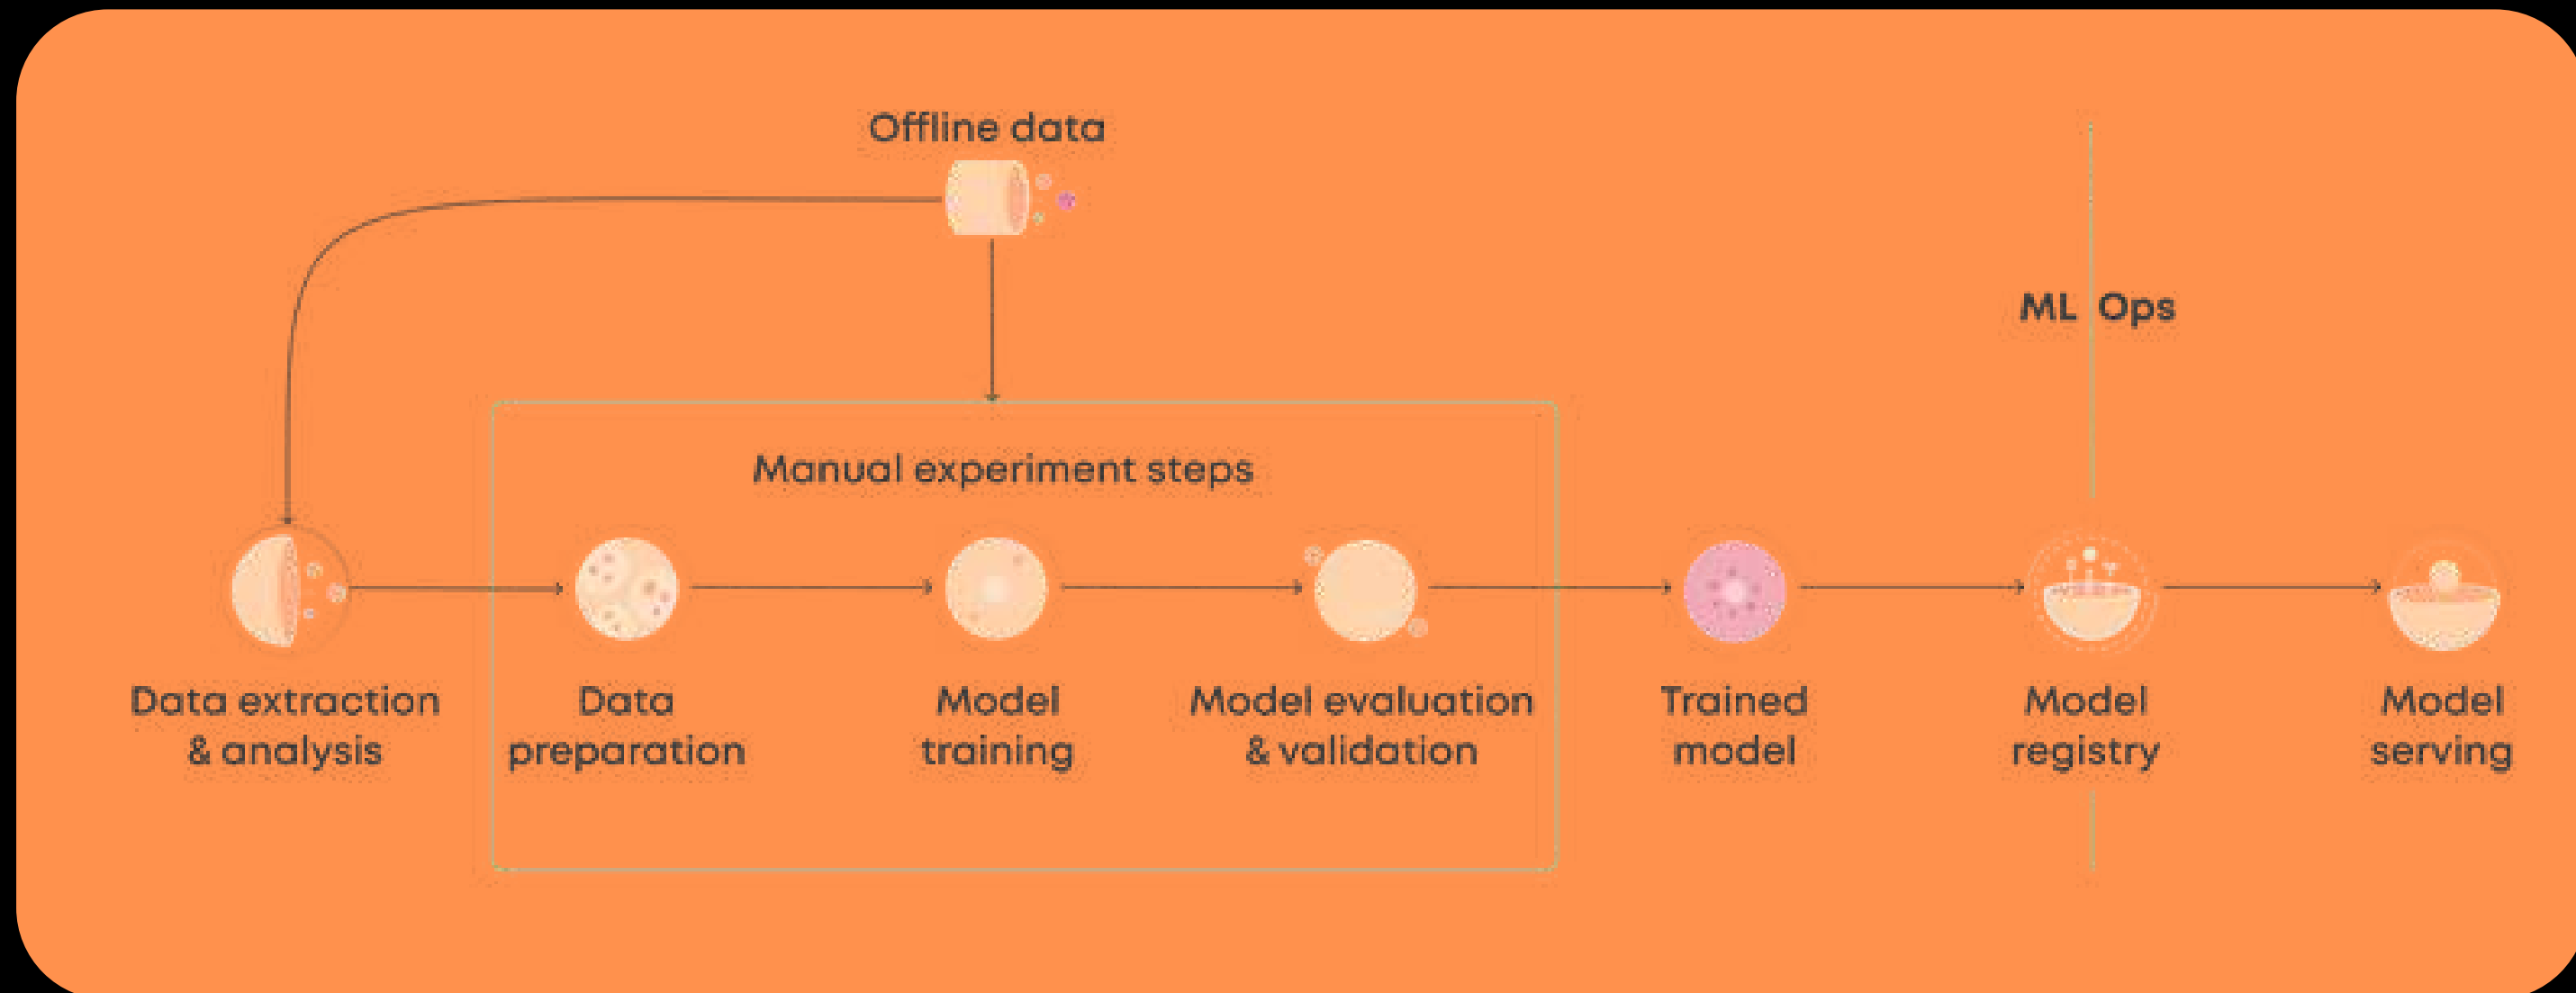 Offline data
ML Ops
Manual experiment steps
Data extraction
& analysis
Data
preparation
Model
training
Model evaluation
& validation
Trained
model
Model
registry
Model
serving